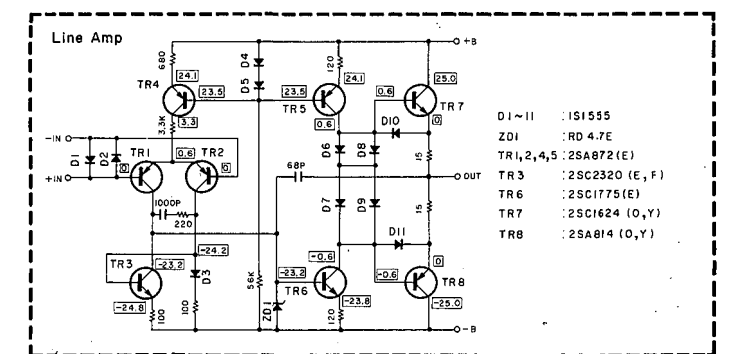 Line Amp
+B
680
D4
D5
120
24.1
24.1
25.0
TR4
23.5
23.5
TR5
0.6
TR7
3.3K
3.3
0.6
D10
0
-IN
D1
D2
0
TR1
0.6
TR2
0
D6
D8
15
+IN
68P
OUT
1000P
220
D7
D9
15
D11
-24.2
TR3
-23.2
D3
56K
-0.6
0
-23.2
TR6
-0.6
TR8
-24.8
100
100
ZD1
-23.8
120
-25.0
-B
D1~11 : 1S1555
ZD1 : RD 4.7E
TR1,2,4,5 : 2SA872(E)
TR3 : 2SC2320 (E, F)
TR6 : 2SC1775(E)
TR7 : 2SC1624 (O,Y)
TR8 : 2SA814 (O,Y)